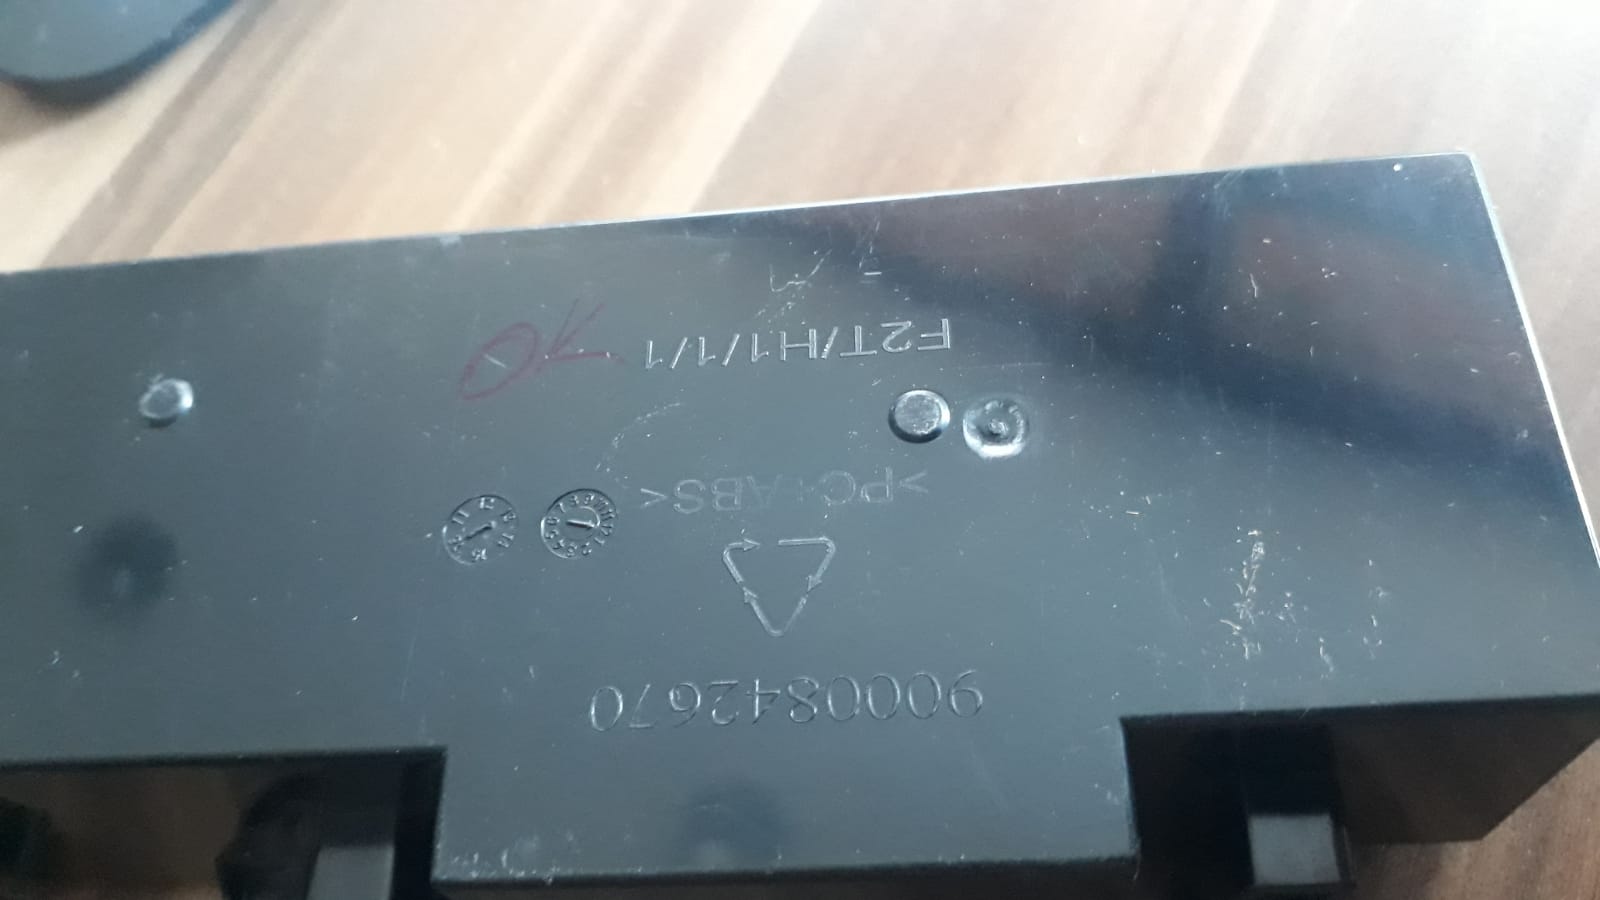 9000842670
>PC+ABS<
F2T/H1/1/1
OK